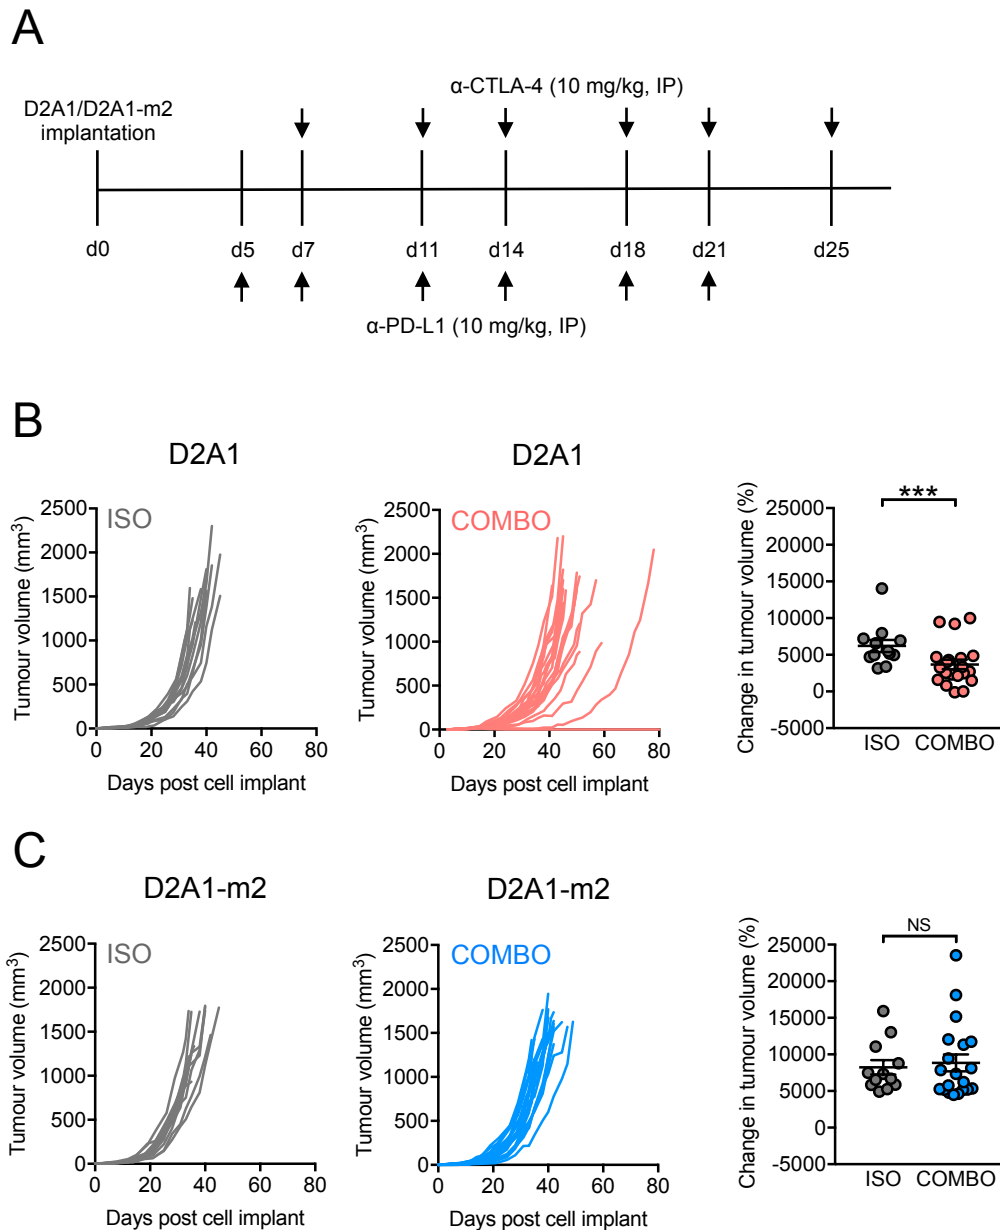 A
α-CTLA-4 (10 mg/kg, IP)
D2A1/D2A1-m2
implantation
d0
d5
d7
d11
d14
d18
d21
d25
α-PD-L1 (10 mg/kg, IP)
B
D2A1
ISO
Tumour volume (mm³)
2500
2000
1500
1000
500
0
0 20 40 60 80
Days post cell implant
D2A1
COMBO
Tumour volume (mm³)
2500
2000
1500
1000
500
0
0 20 40 60 80
Days post cell implant
***
Change in tumour volume (%)
25000
20000
15000
10000
5000
0
-5000
ISO COMBO
C
D2A1-m2
ISO
Tumour volume (mm³)
2500
2000
1500
1000
500
0
0 20 40 60 80
Days post cell implant
D2A1-m2
COMBO
Tumour volume (mm³)
2500
2000
1500
1000
500
0
0 20 40 60 80
Days post cell implant
NS
Change in tumour volume (%)
25000
20000
15000
10000
5000
0
-5000
ISO COMBO